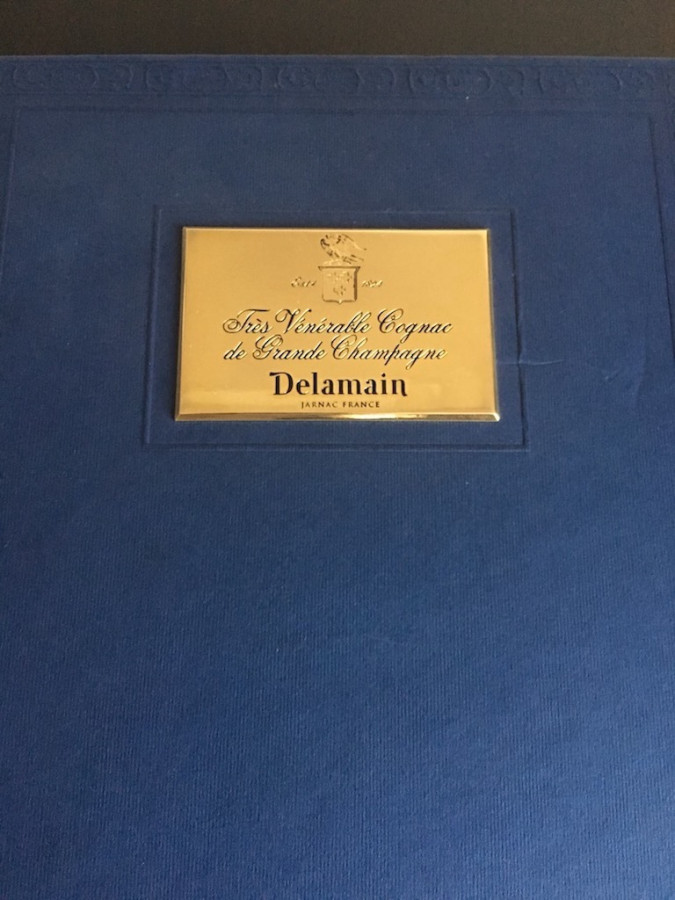 Très Vénérable Cognac
de Grande Champagne
Delamain
JARNAC FRANCE